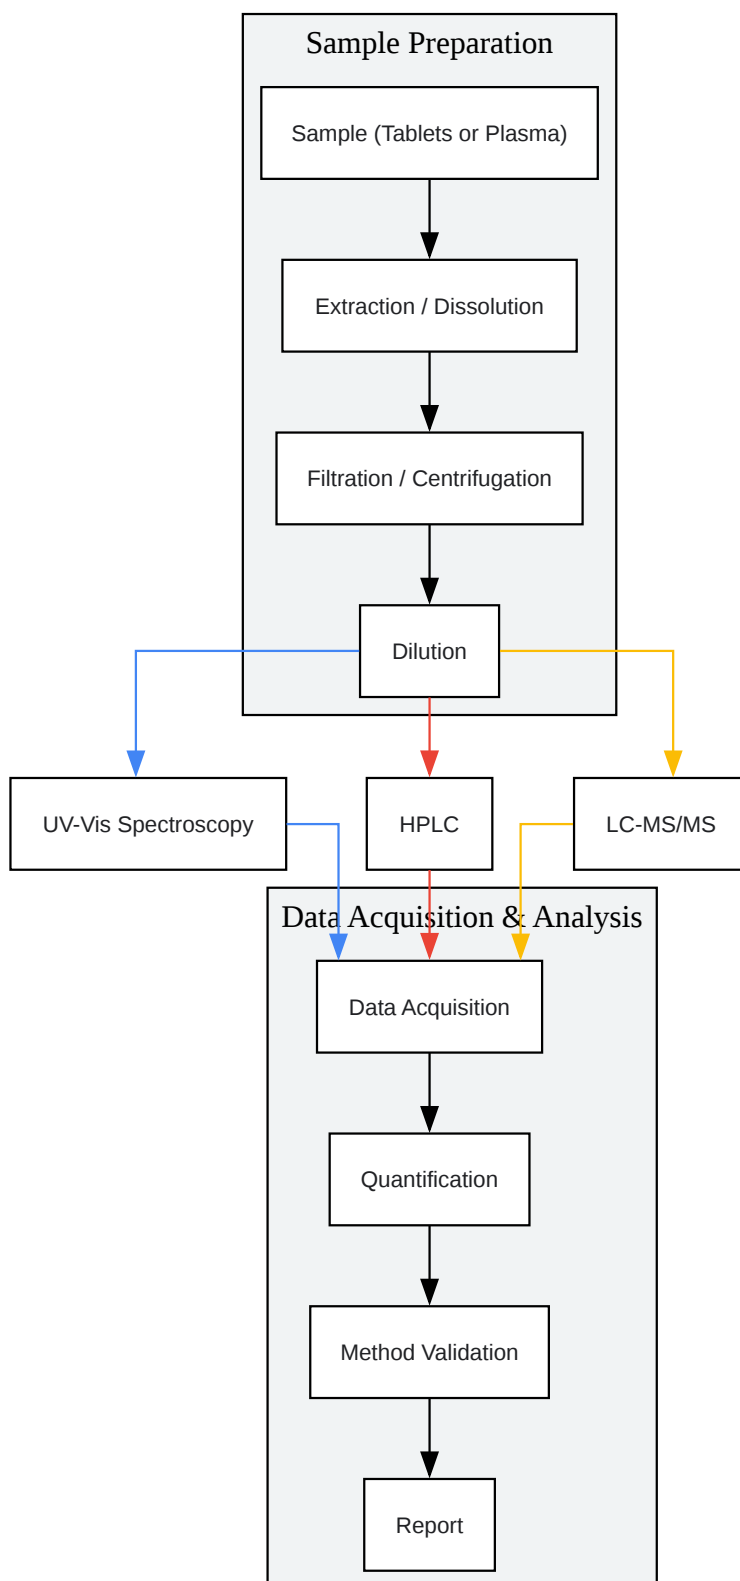 Sample Preparation
Sample (Tablets or Plasma)
Extraction / Dissolution
Filtration / Centrifugation
Dilution
UV-Vis Spectroscopy
HPLC
LC-MS/MS
Data Acquisition & Analysis
Data Acquisition
Quantification
Method Validation
Report